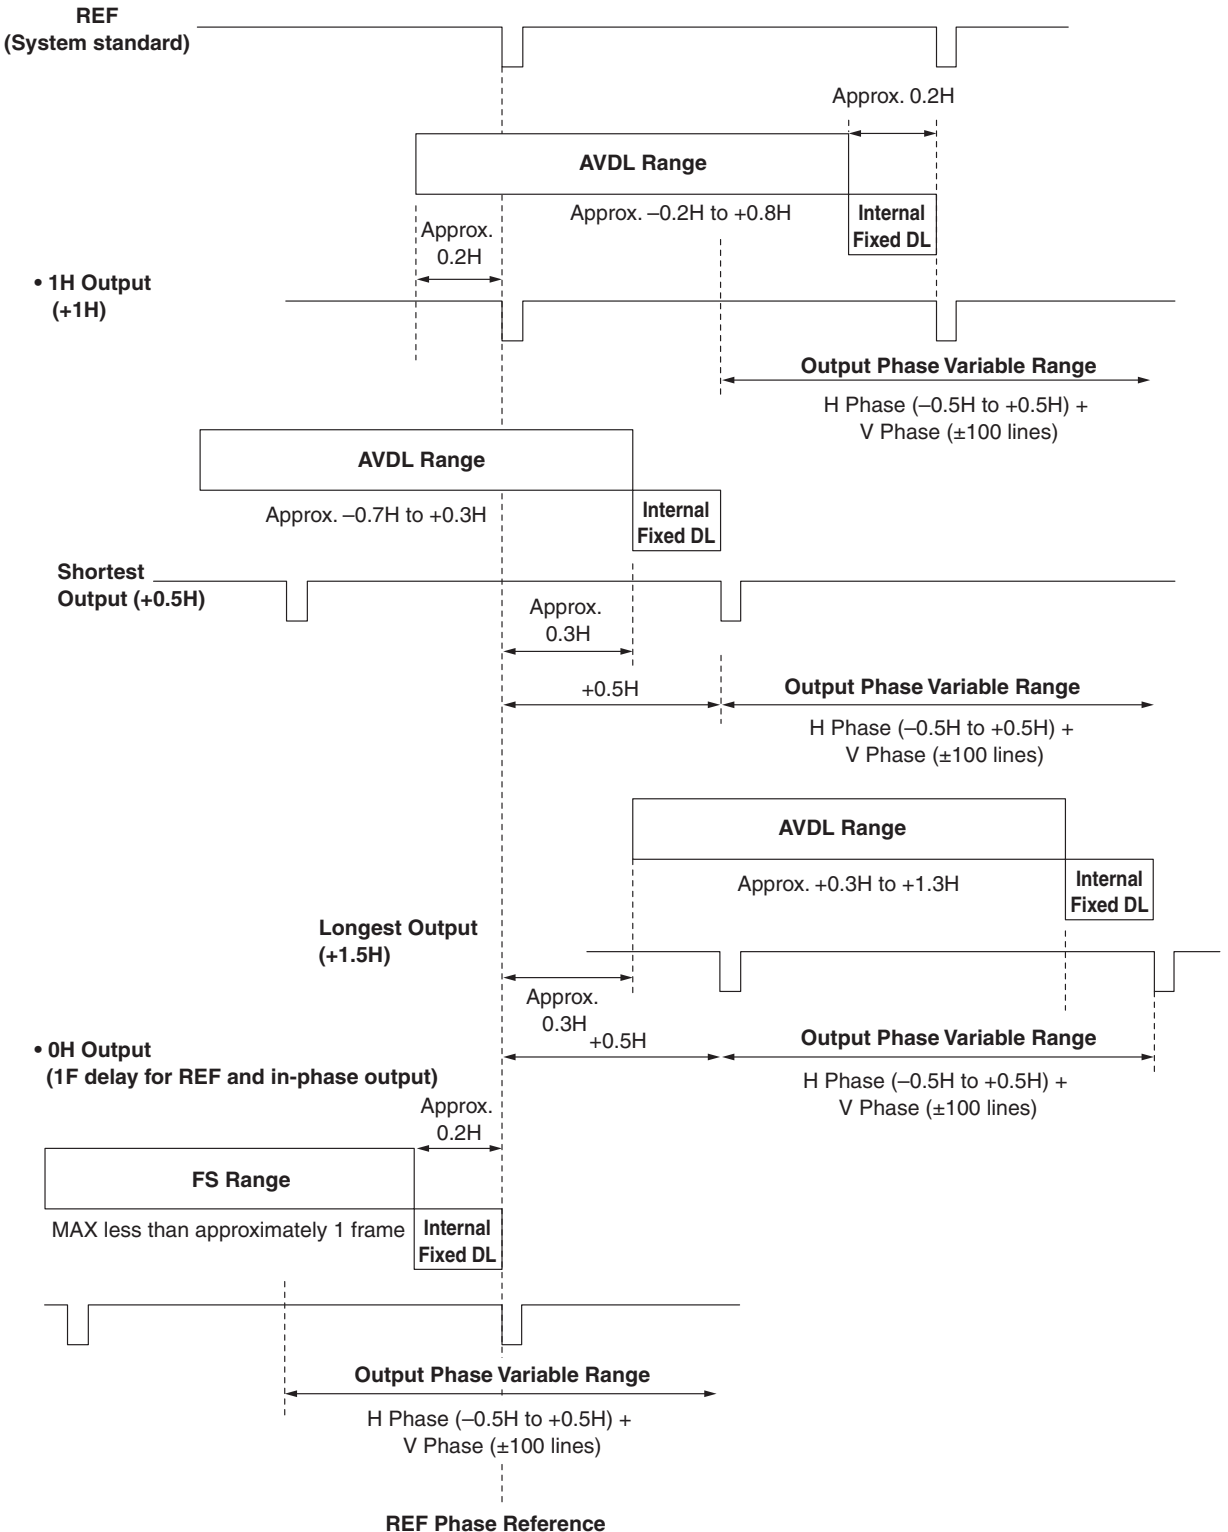 REF
(System standard)
Approx. 0.2H
AVDL Range
Approx. –0.2H to +0.8H
Internal
Fixed DL
Approx.
0.2H
• 1H Output
(+1H)
Output Phase Variable Range
H Phase (–0.5H to +0.5H) +
V Phase (±100 lines)
AVDL Range
Approx. –0.7H to +0.3H
Internal
Fixed DL
Shortest
Output (+0.5H)
Approx.
0.3H
+0.5H
Output Phase Variable Range
H Phase (–0.5H to +0.5H) +
V Phase (±100 lines)
AVDL Range
Approx. +0.3H to +1.3H
Internal
Fixed DL
Longest Output
(+1.5H)
Approx.
0.3H
+0.5H
Output Phase Variable Range
H Phase (–0.5H to +0.5H) +
V Phase (±100 lines)
• 0H Output
(1F delay for REF and in-phase output)
Approx.
0.2H
FS Range
MAX less than approximately 1 frame
Internal
Fixed DL
Output Phase Variable Range
H Phase (–0.5H to +0.5H) +
V Phase (±100 lines)
REF Phase Reference